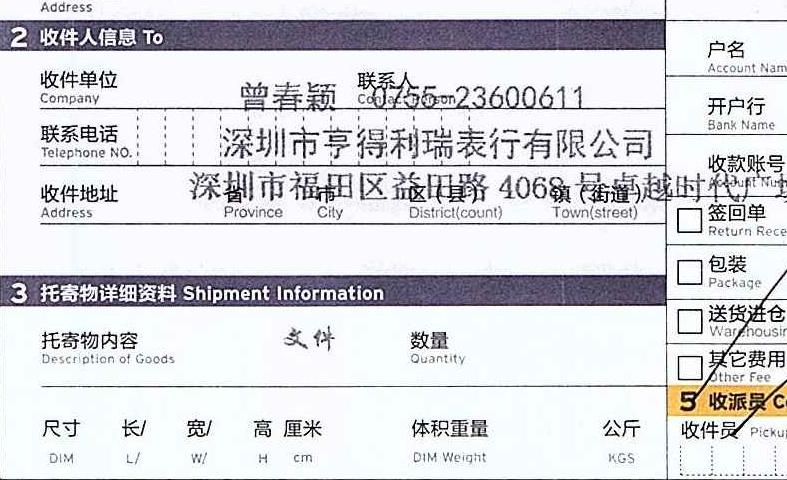 Address
2 收件人信息 To
收件单位 联系人
Company Contact Person
曾春颖 0755-23600611
联系电话
Telephone NO.
深圳市亨得利瑞表行有限公司
深圳市福田区益田路 4068 号卓越时代广
收件地址 省 市 区(县) 镇(街道)
Address Province City District(count) Town(street)
3 托寄物详细资料 Shipment Information
托寄物内容 文件 数量
Description of Goods Quantity
尺寸 长/ 宽/ 高 厘米 体积重量 公斤
DIM L/ W/ H cm DIM Weight KGS
户名
Account Nam
开户行
Bank Name
收款账号
Account Nu
签回单
Return Rece
包装
Package
送货进仓
Warehousin
其它费用
Other Fee
5 收派员 Co
收件员 Pickup